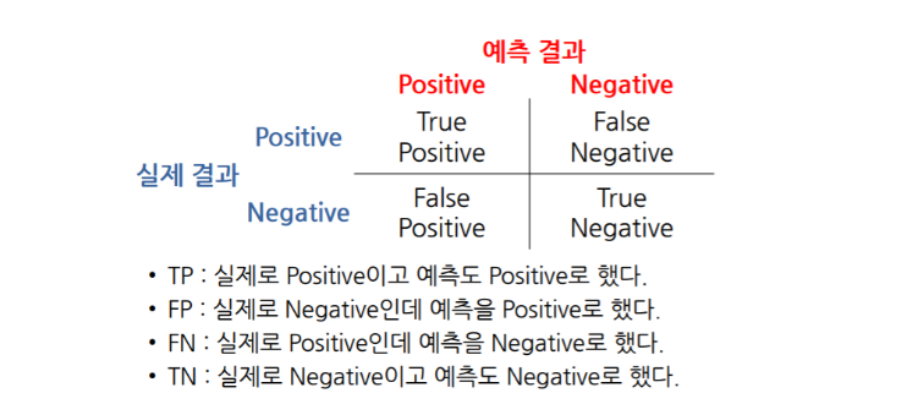 예측 결과
Positive Negative
Positive True Positive False Negative
실제 결과
Negative False Positive True Negative
• TP : 실제로 Positive이고 예측도 Positive로 했다.
• FP : 실제로 Negative인데 예측을 Positive로 했다.
• FN : 실제로 Positive인데 예측을 Negative로 했다.
• TN : 실제로 Negative이고 예측도 Negative로 했다.